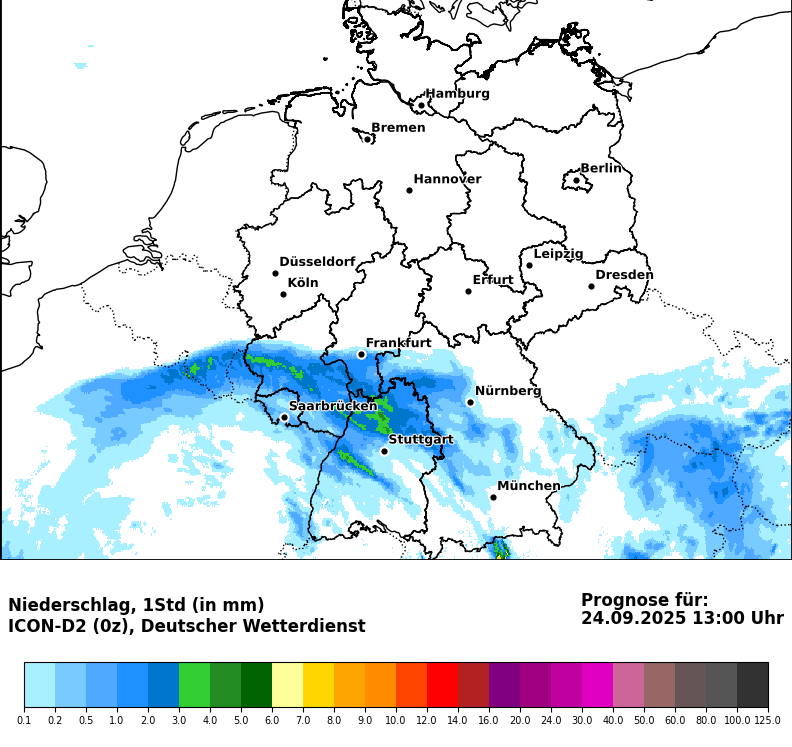 Hamburg
Bremen
Berlin
Hannover
Leipzig
Düsseldorf
Dresden
Köln
Erfurt
Frankfurt
Nürnberg
Saarbrücken
Stuttgart
München
Niederschlag, 1Std (in mm)
ICON-D2 (0z), Deutscher Wetterdienst
Prognose für:
24.09.2025 13:00 Uhr
0.1 0.2 0.5 1.0 2.0 3.0 4.0 5.0 6.0 7.0 8.0 9.0 10.0 12.0 14.0 16.0 20.0 24.0 30.0 40.0 50.0 60.0 80.0 100.0 125.0